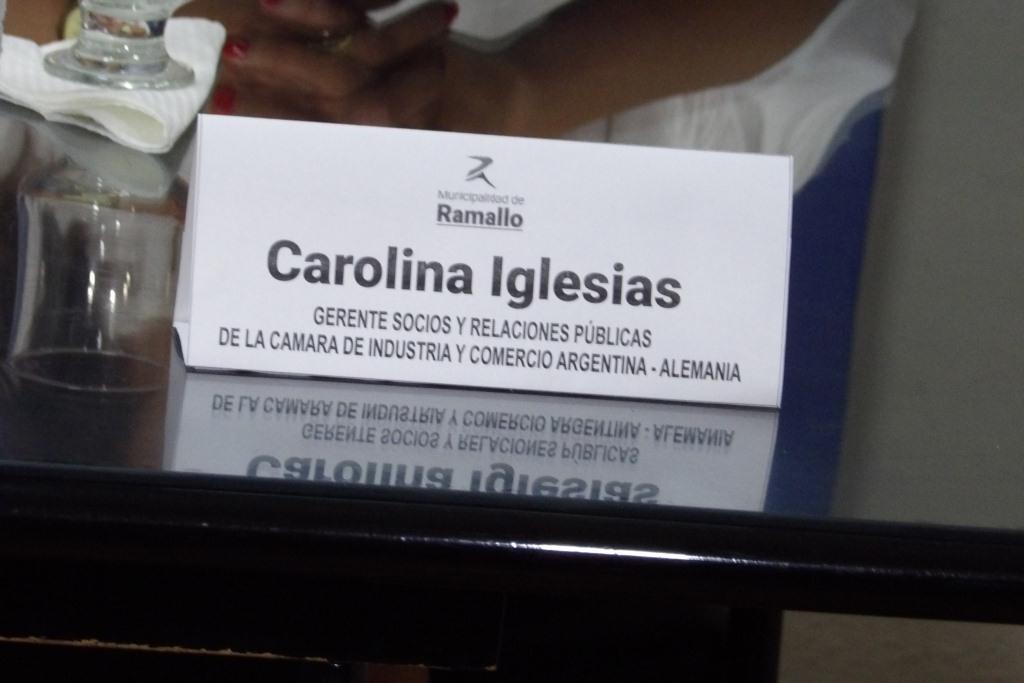 Municipalidad de
Ramallo
Carolina Iglesias
GERENTE SOCIOS Y RELACIONES PÚBLICAS
DE LA CAMARA DE INDUSTRIA Y COMERCIO ARGENTINA - ALEMANIA